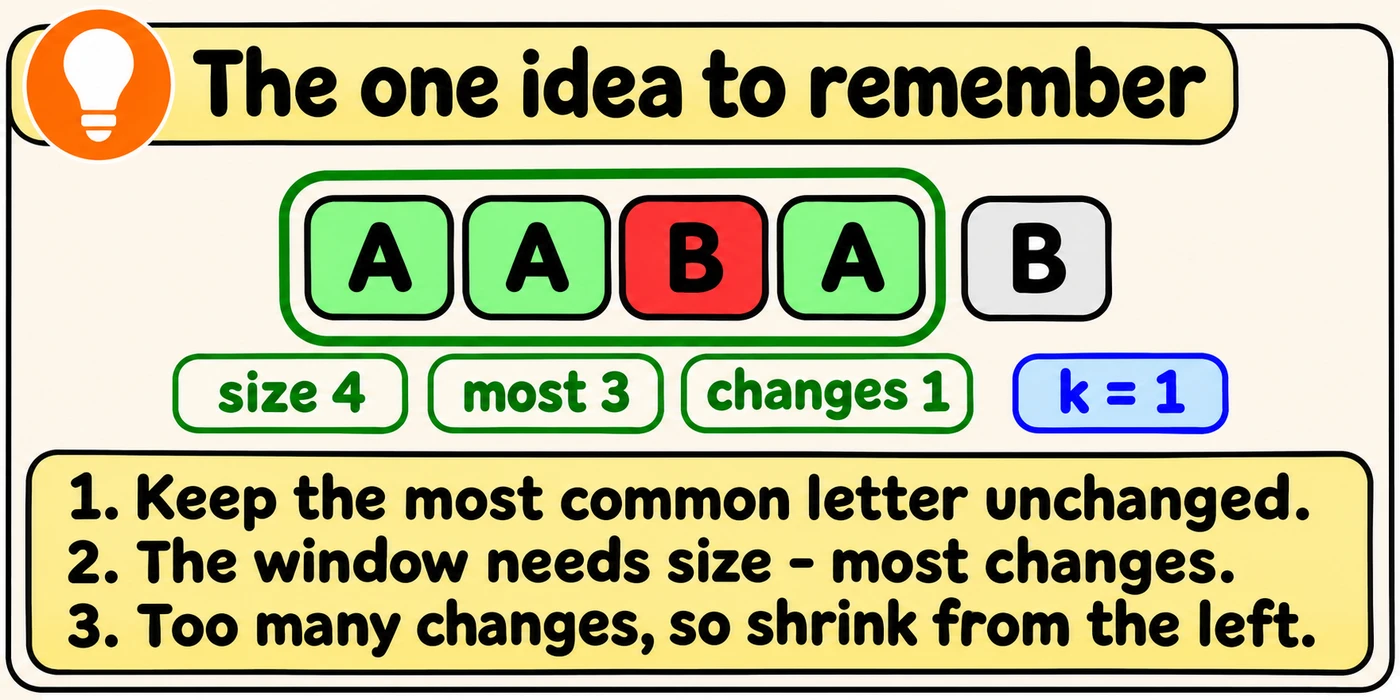 The one idea to remember
A A B A B
size 4 most 3 changes 1 k = 1
1. Keep the most common letter unchanged.
2. The window needs size - most changes.
3. Too many changes, so shrink from the left.